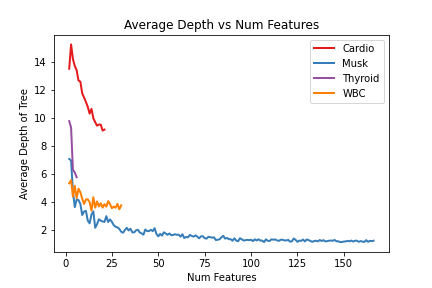 Average Depth vs Num Features
Cardio
Musk
Thyroid
WBC
Average Depth of Tree
14
12
10
8
6
4
2
0 25 50 75 100 125 150
Num Features